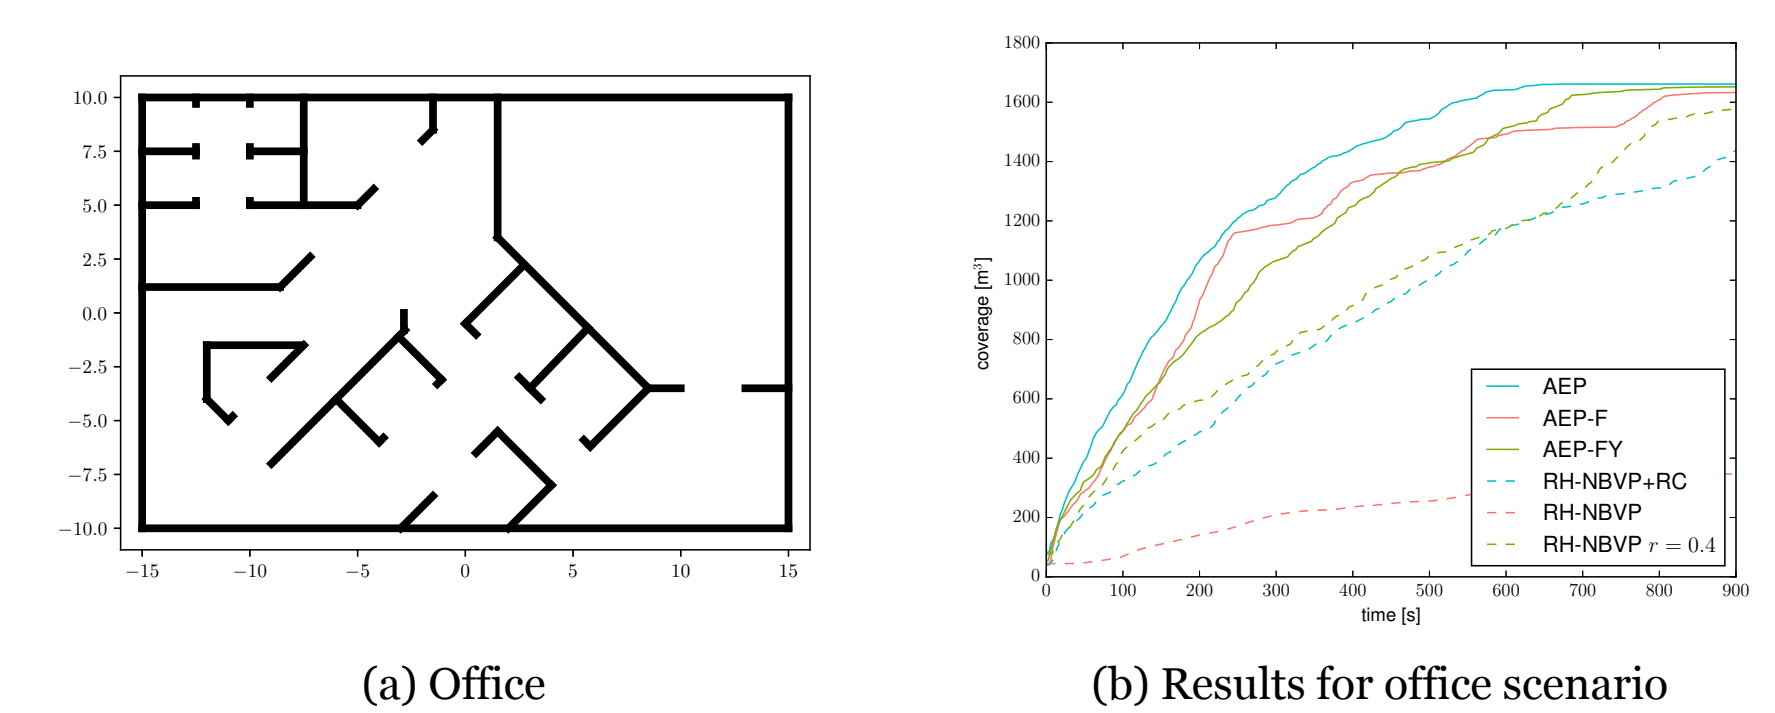 10.0
7.5
5.0
2.5
0.0
−2.5
−5.0
−7.5
−10.0
−15 −10 −5 0 5 10 15
(a) Office
1800
1600
1400
1200
1000
800
600
400
200
0
coverage [m³]
AEP
AEP-F
AEP-FY
RH-NBVP+RC
RH-NBVP
RH-NBVP r = 0.4
0 100 200 300 400 500 600 700 800 900
time [s]
(b) Results for office scenario